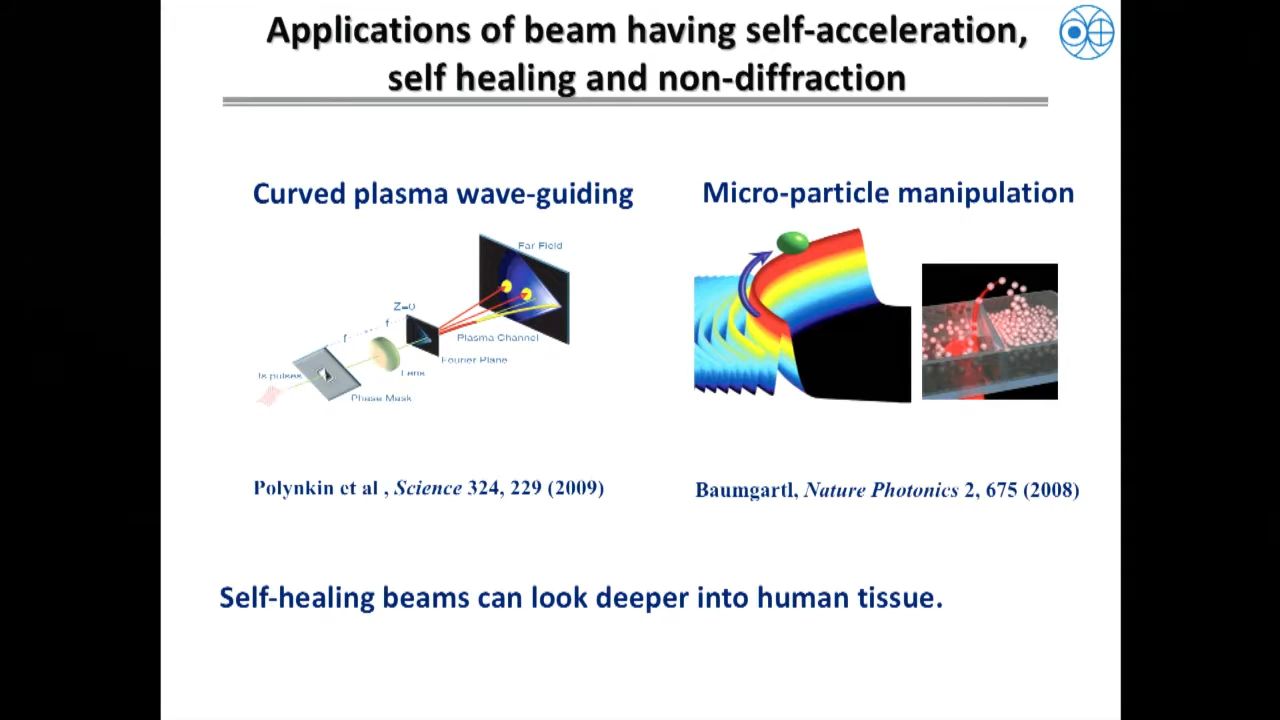 Applications of beam having self-acceleration,
self healing and non-diffraction
Curved plasma wave-guiding
Micro-particle manipulation
Far Field
Z=0
f
f
Plasma Channel
Fourier Plane
Lens
fs pulses
Phase Mask
Polynkin et al , Science 324, 229 (2009)
Baumgartl, Nature Photonics 2, 675 (2008)
Self-healing beams can look deeper into human tissue.